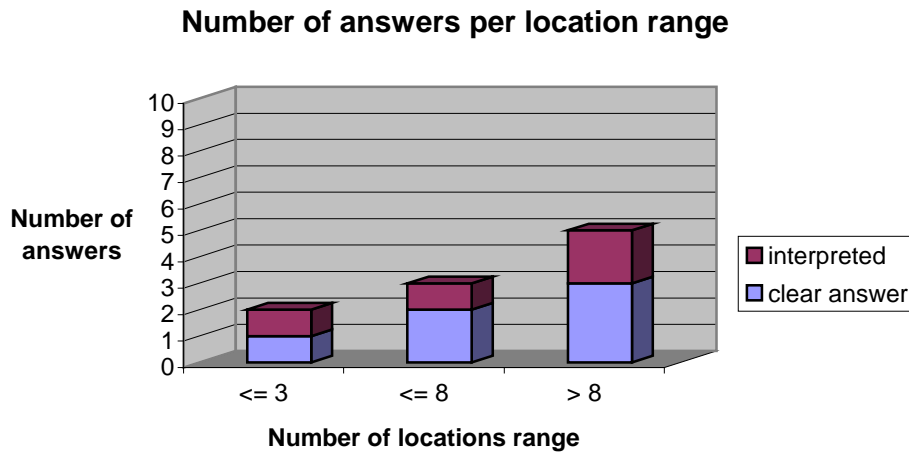 Number of answers per location range
10
9
8
7
6
5
4
3
2
1
0
Number of
answers
<= 3
<= 8
> 8
Number of locations range
interpreted
clear answer